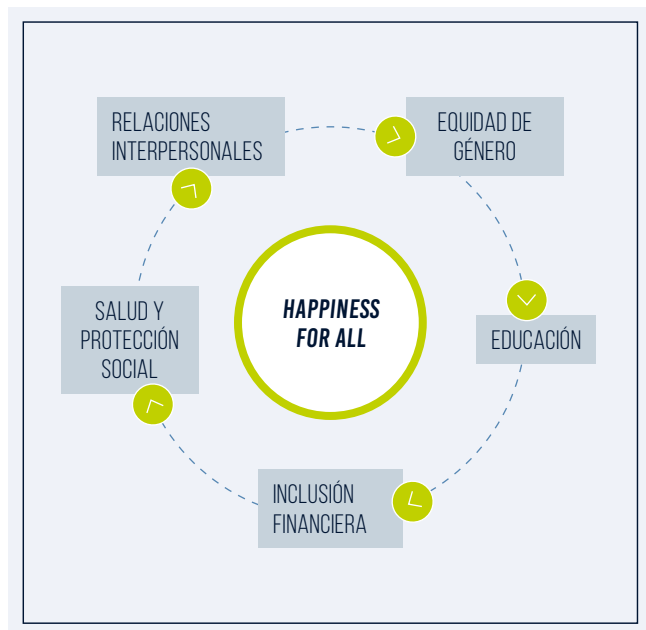 RELACIONES
INTERPERSONALES
EQUIDAD DE
GÉNERO
HAPPINESS
FOR ALL
SALUD Y
PROTECCIÓN
SOCIAL
EDUCACIÓN
INCLUSIÓN
FINANCIERA